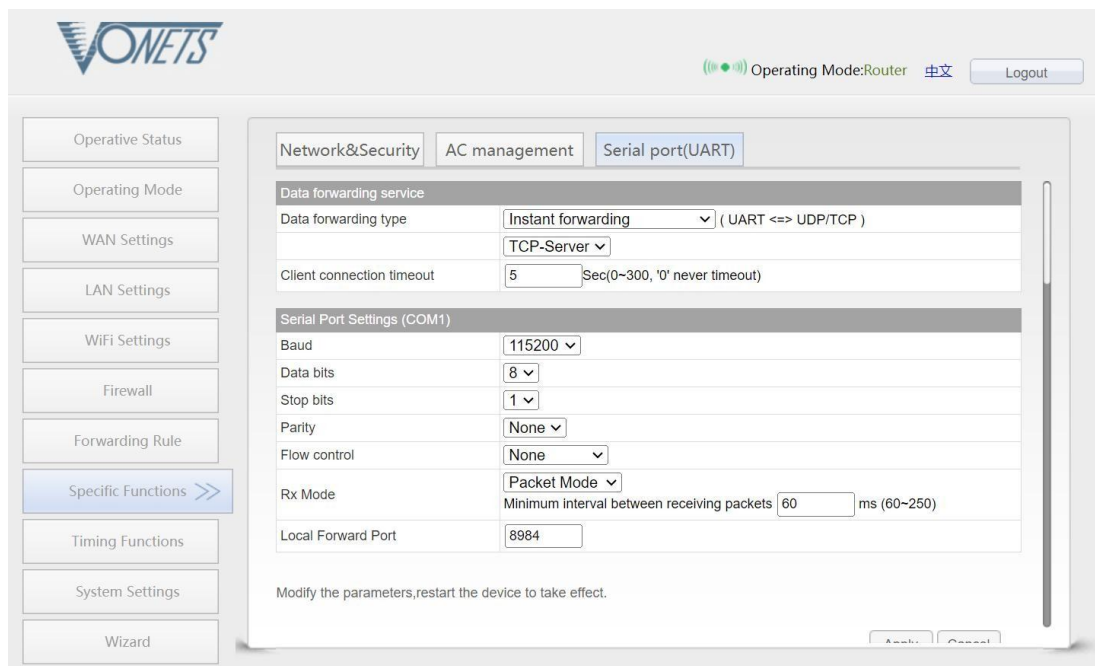 VONETS
Operating Mode:Router 中文 Logout
Operative Status
Operating Mode
WAN Settings
LAN Settings
WiFi Settings
Firewall
Forwarding Rule
Specific Functions >>
Timing Functions
System Settings
Wizard
Network&Security AC management Serial port(UART)
Data forwarding service
Data forwarding type Instant forwarding ( UART <=> UDP/TCP )
TCP-Server
Client connection timeout 5 Sec(0~300, '0' never timeout)
Serial Port Settings (COM1)
Baud 115200
Data bits 8
Stop bits 1
Parity None
Flow control None
Rx Mode Packet Mode
Minimum interval between receiving packets 60 ms (60~250)
Local Forward Port 8984
Modify the parameters,restart the device to take effect.
Apply Cancel